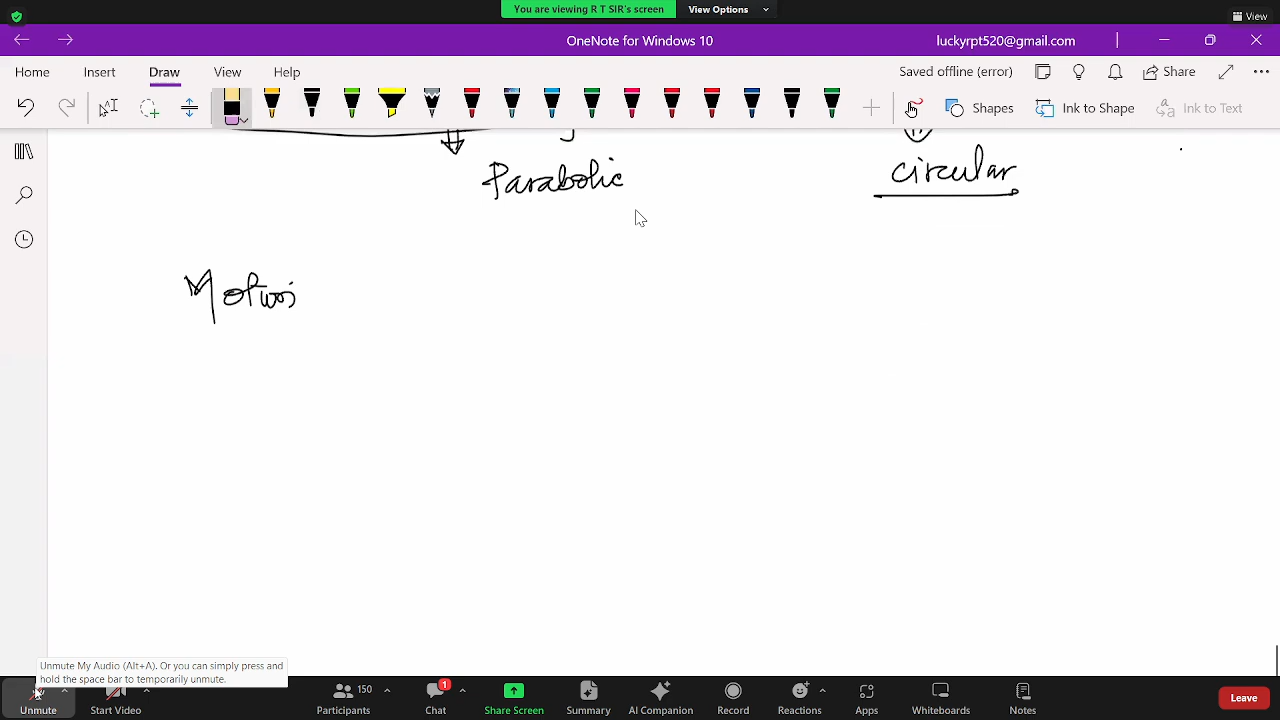 You are viewing R T SIR's screen View Options
View
OneNote for Windows 10 luckyrpt520@gmail.com
Home Insert Draw View Help Saved offline (error) Share
Shapes Ink to Shape Ink to Text
Parabolic circular
Unmute My Audio (Alt+A). Or you can simply press and
hold the space bar to temporarily unmute.
150 1
Unmute Start Video Participants Chat Share Screen Summary AI Companion Record Reactions Apps Whiteboards Notes Leave